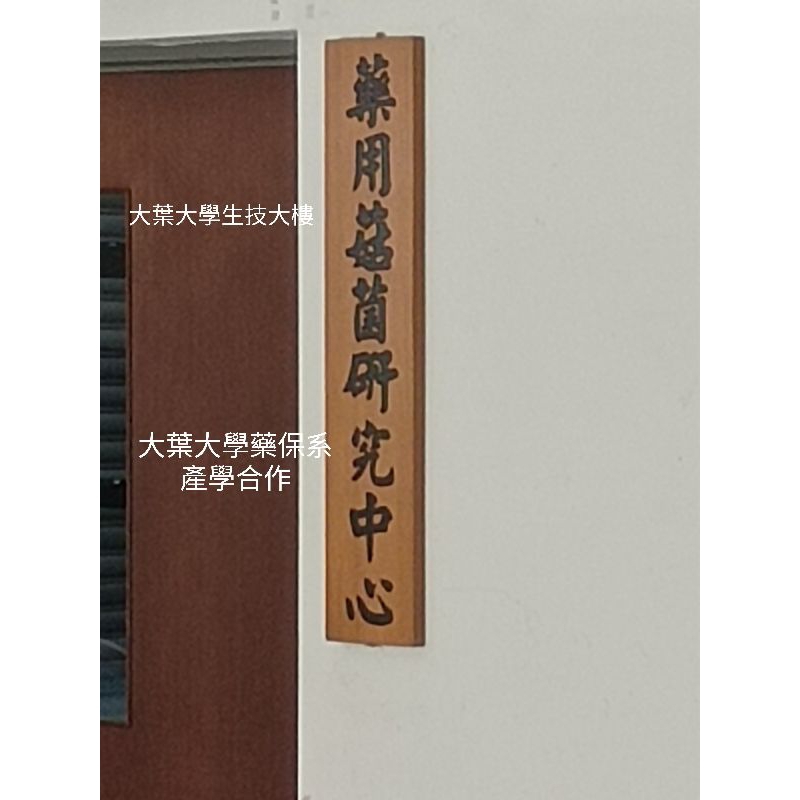 藥用菇菌研究中心
大葉大學生技大樓
大葉大學藥保系
產學合作